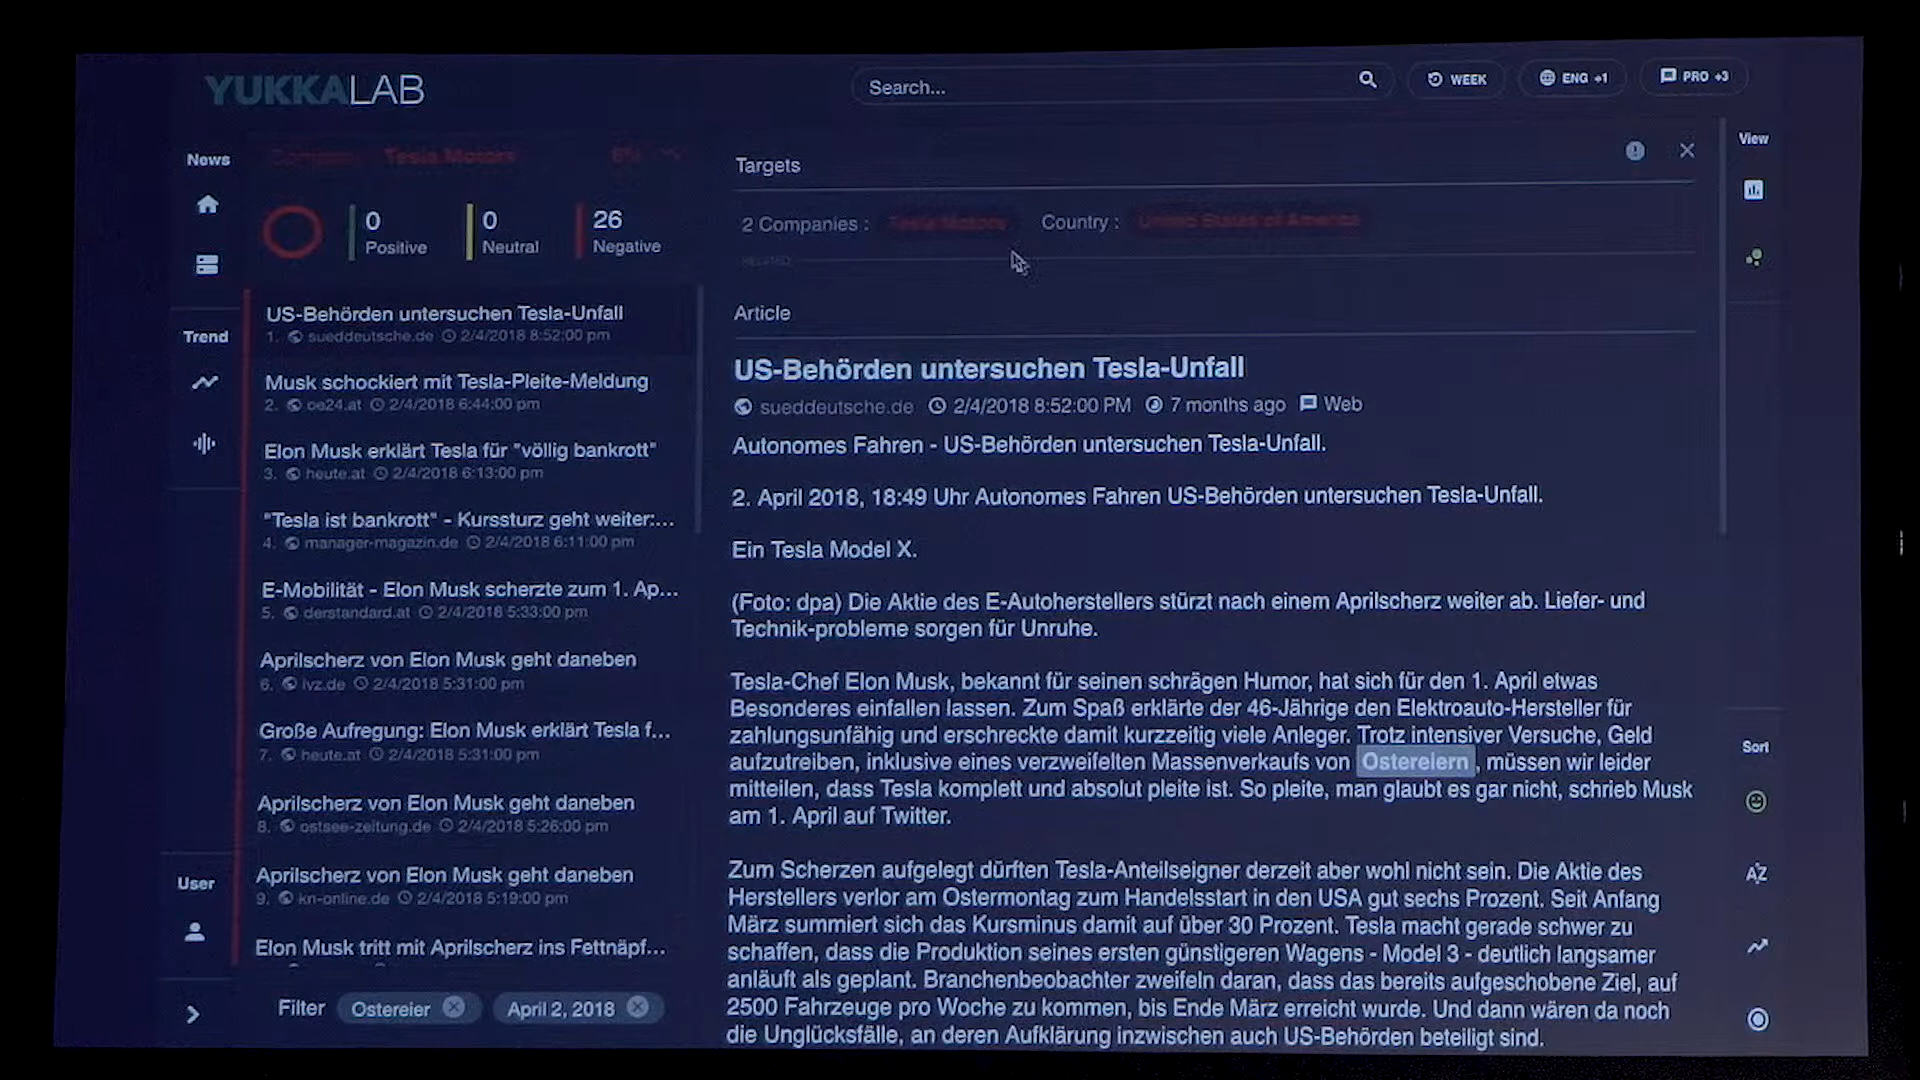 YUKKALAB
Search...
WEEK
ENG +1
PRO +3
News
Tesla Motors
0
Positive
0
Neutral
26
Negative
Trend
User
US-Behörden untersuchen Tesla-Unfall
1. sueddeutsche.de 2/4/2018 8:52:00 pm
Musk schockiert mit Tesla-Pleite-Meldung
2. oe24.at 2/4/2018 6:44:00 pm
Elon Musk erklärt Tesla für "völlig bankrott"
3. heute.at 2/4/2018 6:13:00 pm
"Tesla ist bankrott" - Kurssturz geht weiter:...
4. manager-magazin.de 2/4/2018 6:11:00 pm
E-Mobilität - Elon Musk scherzte zum 1. Ap...
5. derstandard.at 2/4/2018 5:33:00 pm
Aprilscherz von Elon Musk geht daneben
6. ivz.de 2/4/2018 5:31:00 pm
Große Aufregung: Elon Musk erklärt Tesla f...
7. heute.at 2/4/2018 5:31:00 pm
Aprilscherz von Elon Musk geht daneben
8. ostsee-zeitung.de 2/4/2018 5:26:00 pm
Aprilscherz von Elon Musk geht daneben
9. kn-online.de 2/4/2018 5:19:00 pm
Elon Musk tritt mit Aprilscherz ins Fettnäpf...
Filter Ostereier April 2, 2018
Targets
2 Companies : Tesla Motors Country : United States of America
RELATED
Article
US-Behörden untersuchen Tesla-Unfall
sueddeutsche.de 2/4/2018 8:52:00 PM 7 months ago Web
Autonomes Fahren - US-Behörden untersuchen Tesla-Unfall.
2. April 2018, 18:49 Uhr Autonomes Fahren US-Behörden untersuchen Tesla-Unfall.
Ein Tesla Model X.
(Foto: dpa) Die Aktie des E-Autoherstellers stürzt nach einem Aprilscherz weiter ab. Liefer- und
Technik-probleme sorgen für Unruhe.
Tesla-Chef Elon Musk, bekannt für seinen schrägen Humor, hat sich für den 1. April etwas
Besonderes einfallen lassen. Zum Spaß erklärte der 46-Jährige den Elektroauto-Hersteller für
zahlungsunfähig und erschreckte damit kurzzeitig viele Anleger. Trotz intensiver Versuche, Geld
aufzutreiben, inklusive eines verzweifelten Massenverkaufs von Ostereiern, müssen wir leider
mitteilen, dass Tesla komplett und absolut pleite ist. So pleite, man glaubt es gar nicht, schrieb Musk
am 1. April auf Twitter.
Zum Scherzen aufgelegt dürften Tesla-Anteilseigner derzeit aber wohl nicht sein. Die Aktie des
Herstellers verlor am Ostermontag zum Handelsstart in den USA gut sechs Prozent. Seit Anfang
März summiert sich das Kursminus damit auf über 30 Prozent. Tesla macht gerade schwer zu
schaffen, dass die Produktion seines ersten günstigeren Wagens - Model 3 - deutlich langsamer
anläuft als geplant. Branchenbeobachter zweifeln daran, dass das bereits aufgeschobene Ziel, auf
2500 Fahrzeuge pro Woche zu kommen, bis Ende März erreicht wurde. Und dann wären da noch
die Unglücksfälle, an deren Aufklärung inzwischen auch US-Behörden beteiligt sind.
View
Sort